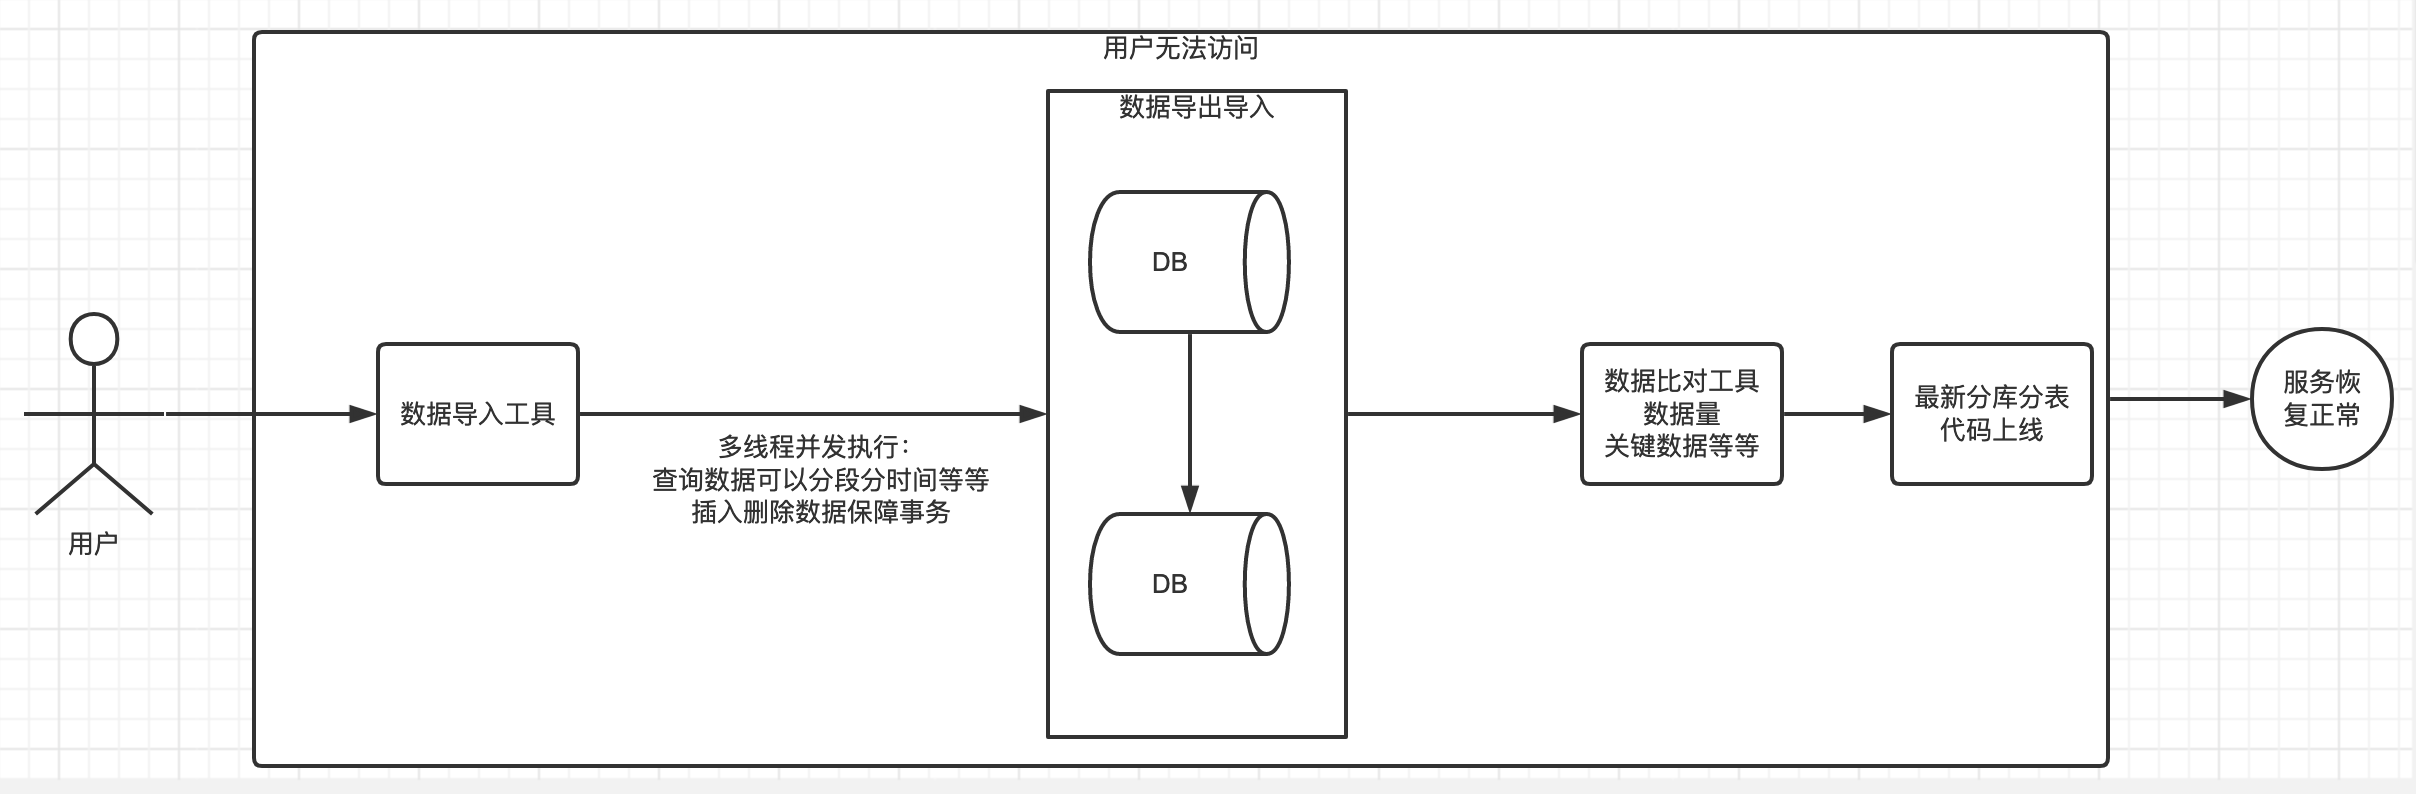 用户无法访问
数据导出导入
DB
用户
数据导入工具
多线程并发执行：
查询数据可以分段分时间等等
插入删除数据保障事务
DB
数据比对工具
数据量
关键数据等等
最新分库分表
代码上线
服务恢
复正常